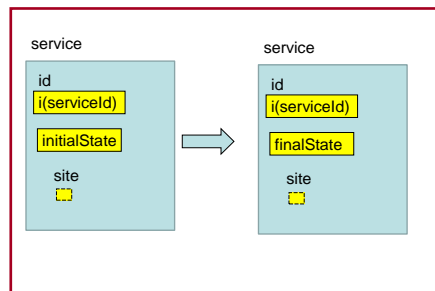 service
id
i(serviceId)
initialState
site
service
id
i(serviceId)
finalState
site